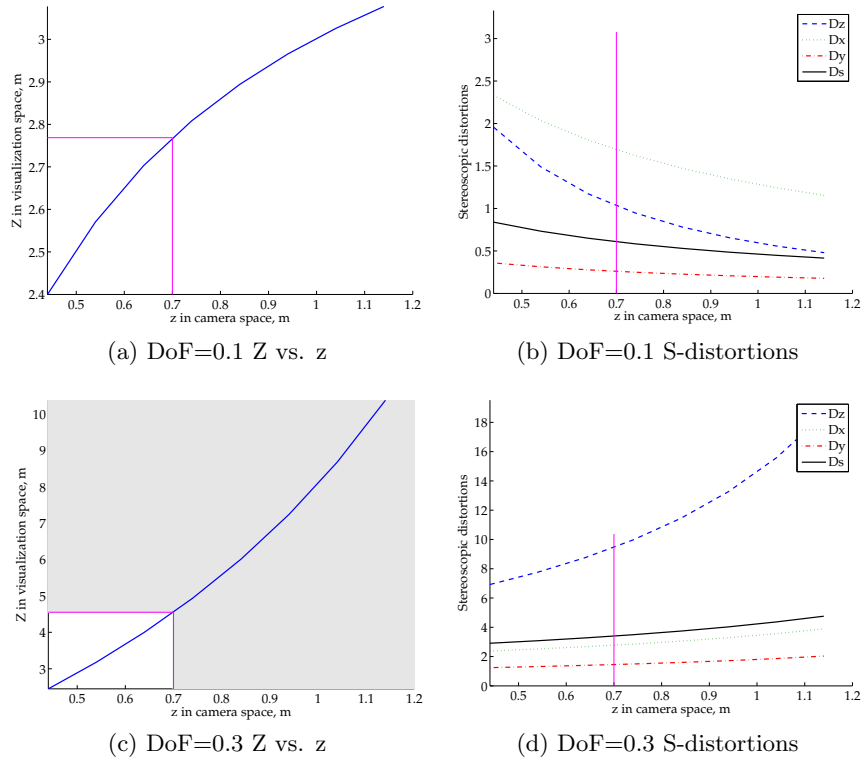 3
2.9
2.8
2.7
2.6
2.5
2.4
Z in visualization space, m
0.5 0.6 0.7 0.8 0.9 1 1.1 1.2
z in camera space, m
(a) DoF=0.1 Z vs. z
3
2.5
2
1.5
1
0.5
0
Stereoscopic distortions
Dz
Dx
Dy
Ds
0.5 0.6 0.7 0.8 0.9 1 1.1 1.2
z in camera space, m
(b) DoF=0.1 S-distortions
10
9
8
7
6
5
4
3
Z in visualization space, m
0.5 0.6 0.7 0.8 0.9 1 1.1 1.2
z in camera space, m
(c) DoF=0.3 Z vs. z
18
16
14
12
10
8
6
4
2
0
Stereoscopic distortions
Dz
Dx
Dy
Ds
0.5 0.6 0.7 0.8 0.9 1 1.1 1.2
z in camera space, m
(d) DoF=0.3 S-distortions